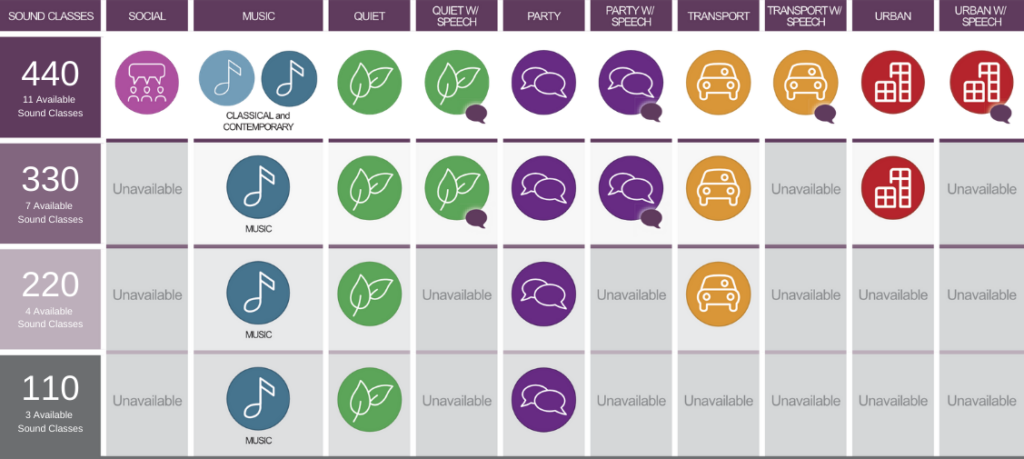 SOUND CLASSES SOCIAL MUSIC QUIET QUIET W/ SPEECH PARTY PARTY W/ SPEECH TRANSPORT TRANSPORT W/ SPEECH URBAN URBAN W/ SPEECH
440
11 Available
Sound Classes
CLASSICAL and
CONTEMPORARY
330
7 Available
Sound Classes
Unavailable
MUSIC
Unavailable
Unavailable
220
4 Available
Sound Classes
Unavailable
MUSIC
Unavailable
Unavailable
Unavailable
Unavailable
Unavailable
110
3 Available
Sound Classes
Unavailable
MUSIC
Unavailable
Unavailable
Unavailable
Unavailable
Unavailable
Unavailable